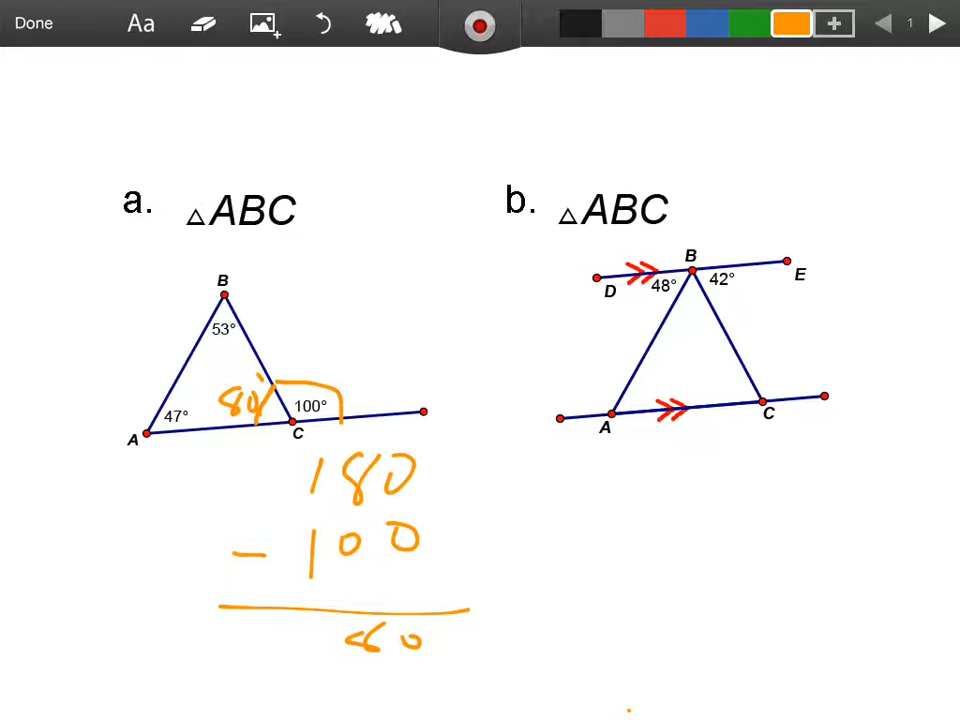 Done Aa 1
a. △ABC
b. △ABC
B
53°
47°
80
100°
A
C
180
- 100
80
B
D
E
48°
42°
A
C